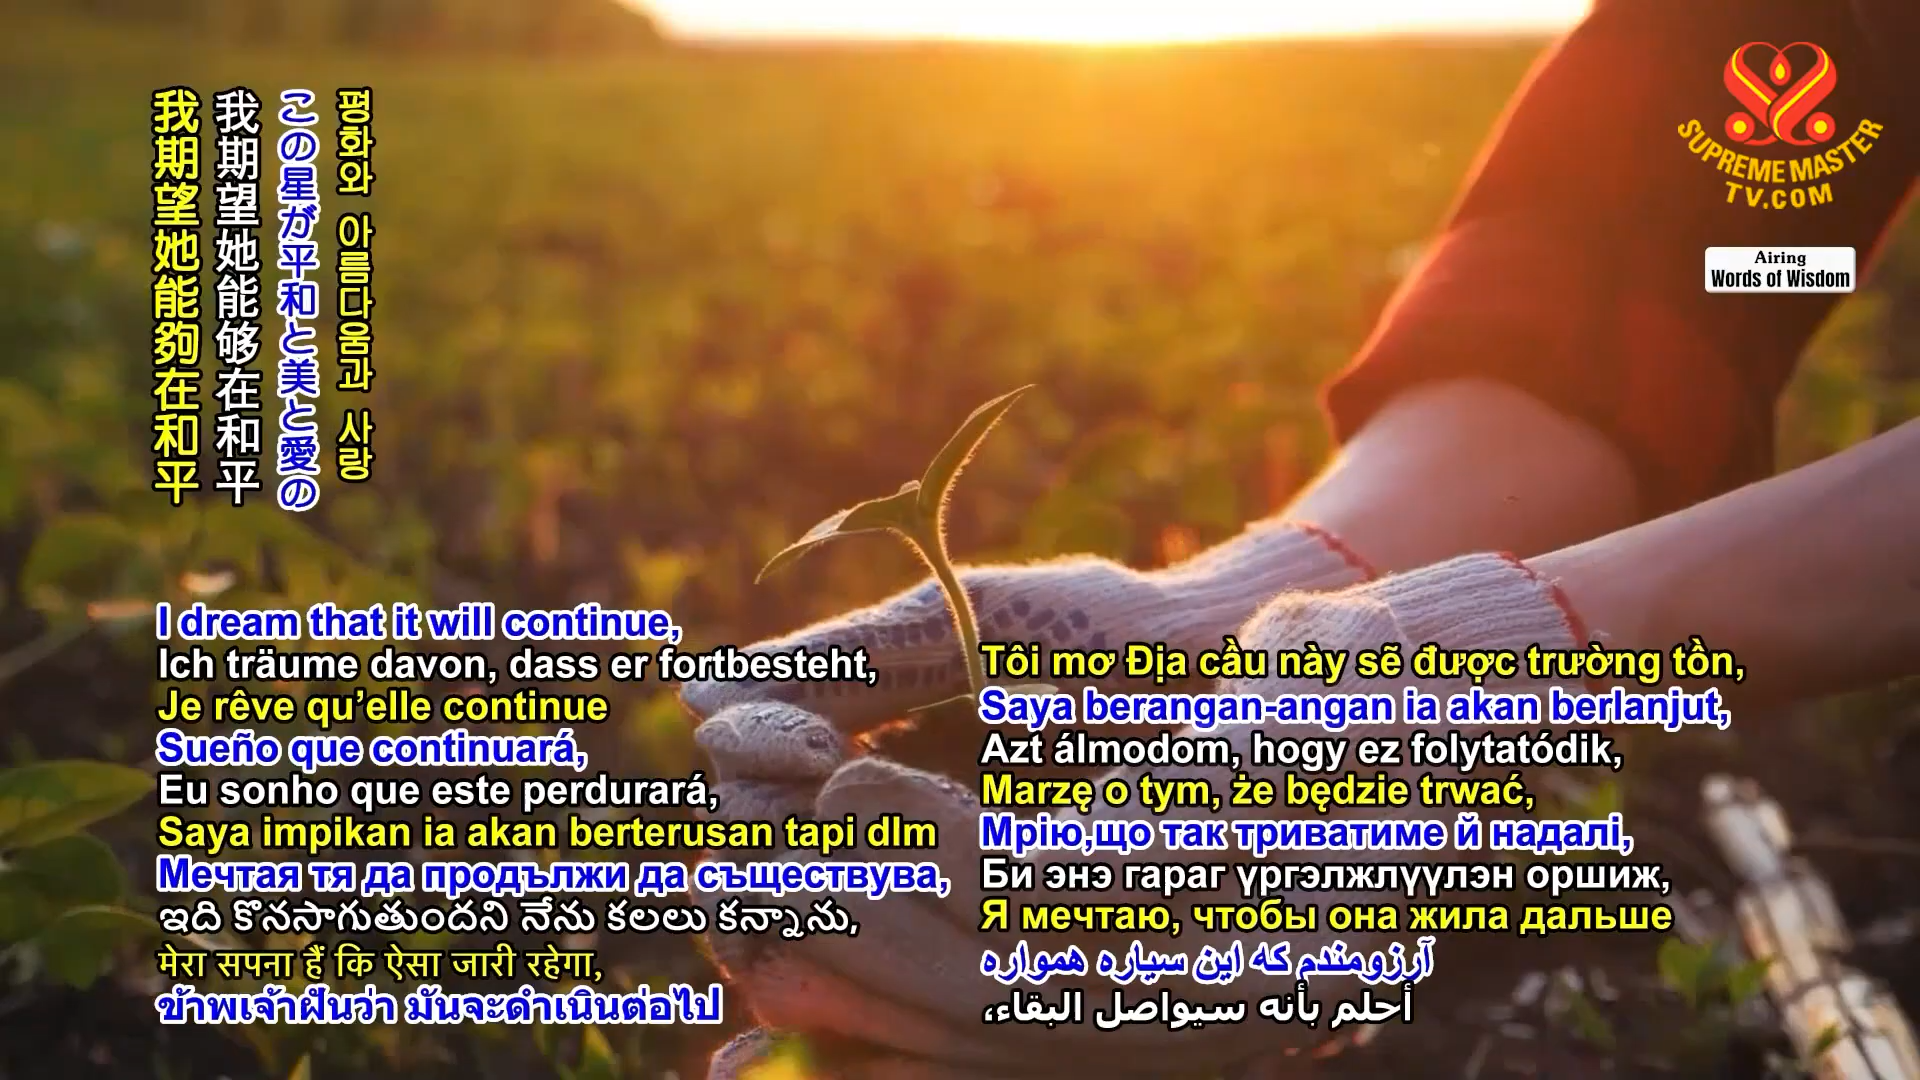 我期望她能夠在和平
我期望她能够在和平
この星が平和と美と愛の
평화와 아름다움과 사랑
SUPREME MASTER
TV.COM
Airing
Words of Wisdom
I dream that it will continue,
Ich träume davon, dass er fortbesteht,
Je rêve qu’elle continue
Sueño que continuará,
Eu sonho que este perdurará,
Saya impikan ia akan berterusan tapi dlm
Мечтая тя да продължи да съществува,
ఇది కొనసాగుతుందని నేను కలలు కన్నాను,
मेरा सपना हैं कि ऐसा जारी रहेगा,
ข้าพเจ้าฝันว่า มันจะดำเนินต่อไป
Tôi mơ Địa cầu này sẽ được trường tồn,
Saya berangan-angan ia akan berlanjut,
Azt álmodom, hogy ez folytatódik,
Marzę o tym, że będzie trwać,
Мрію,що так триватиме й надалі,
Би энэ гараг үргэлжлүүлэн оршиж,
Я мечтаю, чтобы она жила дальше
آرزومندم که این سیاره همواره
أحلم بأنه سيواصل البقاء،